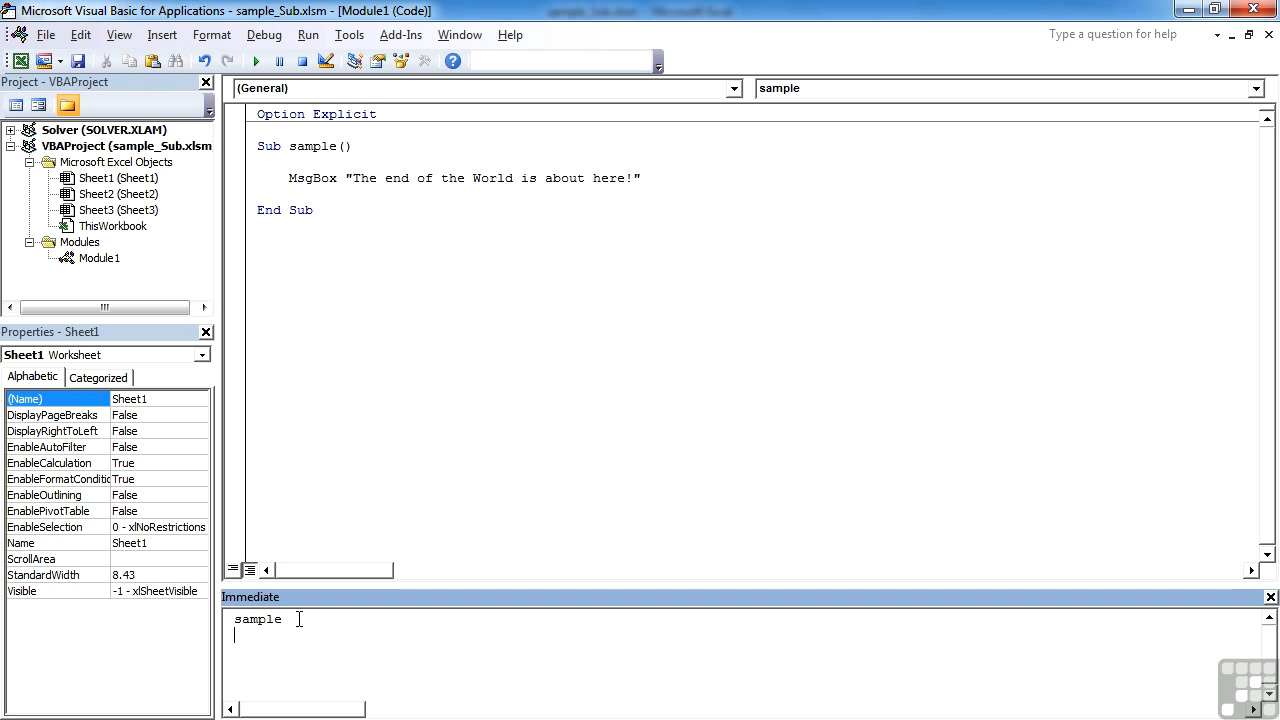 Microsoft Visual Basic for Applications - sample_Sub.xlsm - [Module1 (Code)]
File Edit View Insert Format Debug Run Tools Add-Ins Window Help
Type a question for help
Project - VBAProject
(General)
sample
Solver (SOLVER.XLAM)
VBAProject (sample_Sub.xlsm
Microsoft Excel Objects
Sheet1 (Sheet1)
Sheet2 (Sheet2)
Sheet3 (Sheet3)
ThisWorkbook
Modules
Module1
Option Explicit
Sub sample()
MsgBox "The end of the World is about here!"
End Sub
Properties - Sheet1
Sheet1 Worksheet
Alphabetic Categorized
(Name) Sheet1
DisplayPageBreaks False
DisplayRightToLeft False
EnableAutoFilter False
EnableCalculation True
EnableFormatConditic True
EnableOutlining False
EnablePivotTable False
EnableSelection 0 - xlNoRestrictions
Name Sheet1
ScrollArea
StandardWidth 8.43
Visible -1 - xlSheetVisible
Immediate
sample